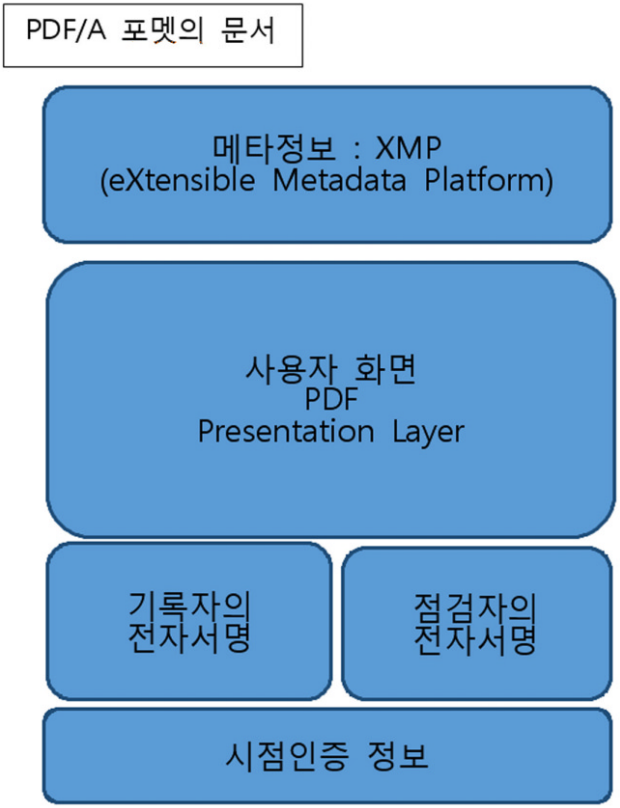 PDF/A 포멧의 문서
메타정보 : XMP
(eXtensible Metadata Platform)
사용자 화면
PDF
Presentation Layer
기록자의
전자서명
점검자의
전자서명
시점인증 정보